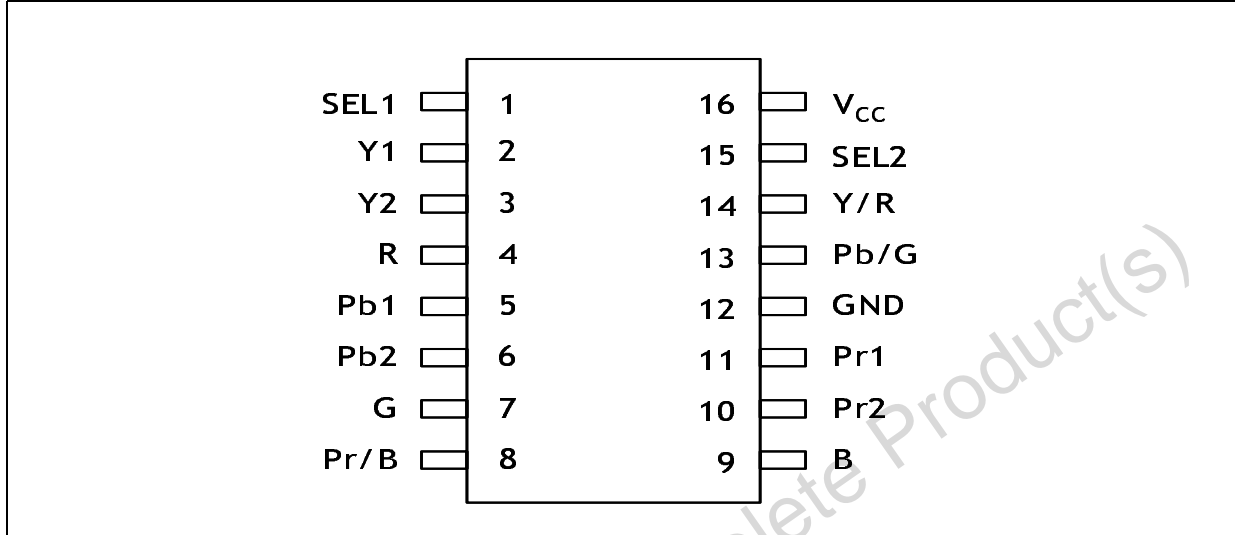 SEL1 1 16 VCC
Y1 2 15 SEL2
Y2 3 14 Y/R
R 4 13 Pb/G
Pb1 5 12 GND
Pb2 6 11 Pr1
G 7 10 Pr2
Pr/B 8 9 B
Product(s)